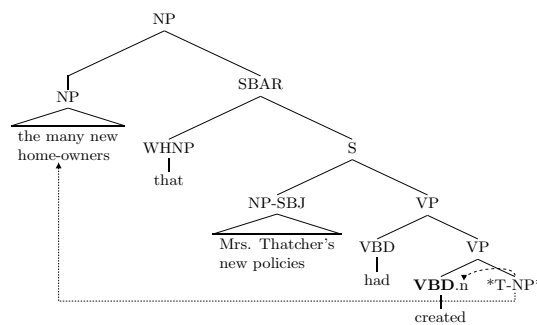 NP
NP
SBAR
the many new
home-owners
WHNP
S
that
NP-SBJ
VP
Mrs. Thatcher's
new policies
VBD
VP
had
VBD.n *T-NP*
created